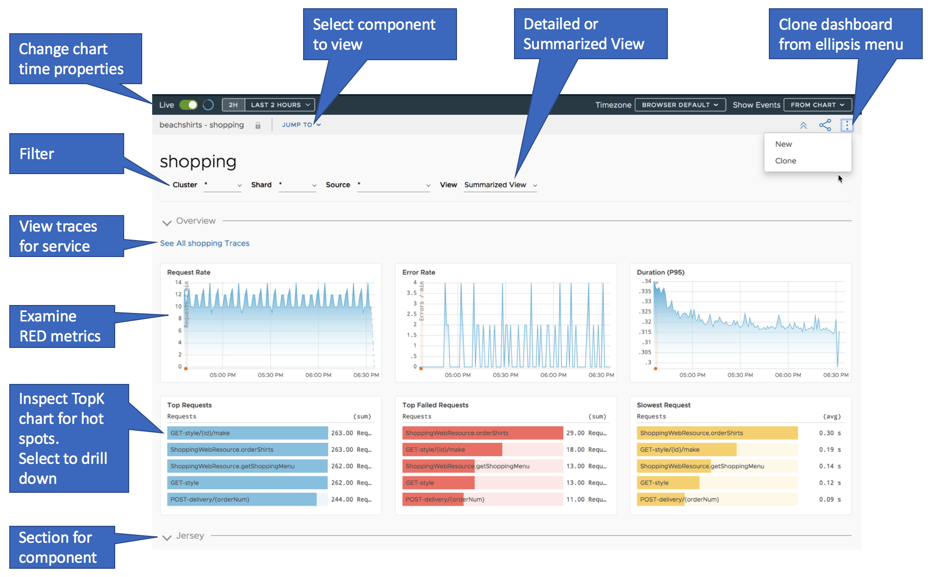 Select component
to view
Detailed or
Summarized View
Clone dashboard
from ellipsis menu
Change chart
time properties
Live 2H LAST 2 HOURS Timezone BROWSER DEFAULT Show Events FROM CHART
beachshirts - shopping JUMP TO
New
Clone
Filter
shopping
Cluster * Shard * Source * View Summarized View
View traces
for service
Overview
See All shopping Traces
Examine
RED metrics
Request Rate
Requests / min
14
12
10
8
6
4
2
0
05:00 PM 05:30 PM 06:00 PM 06:30 PM
Error Rate
Errors / min
4
3.5
3
2.5
2
1.5
1
.5
0
05:00 PM 05:30 PM 06:00 PM 06:30 PM
Duration (P95)
.34
.335
.33
.325
.32
.315
.31
.305
.3
05:00 PM 05:30 PM 06:00 PM 06:30 PM
Inspect TopK
chart for hot
spots.
Select to drill
down
Top Requests
Requests (sum)
GET-style/{id}/make 263.00 Req…
ShoppingWebResource.orderShirts 263.00 Req…
ShoppingWebResource.getShoppingMenu 262.00 Req…
GET-style 262.00 Req…
POST-delivery/{orderNum} 244.00 Req…
Top Failed Requests
Requests (sum)
ShoppingWebResource.orderShirts 29.00 Requ…
GET-style/{id}/make 18.00 Requ…
ShoppingWebResource.getShoppingMenu 13.00 Requ…
GET-style 13.00 Requ…
POST-delivery/{orderNum} 11.00 Requ…
Slowest Request
Requests (avg)
ShoppingWebResource.orderShirts 0.30 s
GET-style/{id}/make 0.19 s
ShoppingWebResource.getShoppingMenu 0.14 s
GET-style 0.12 s
POST-delivery/{orderNum} 0.09 s
Section for
component
Jersey